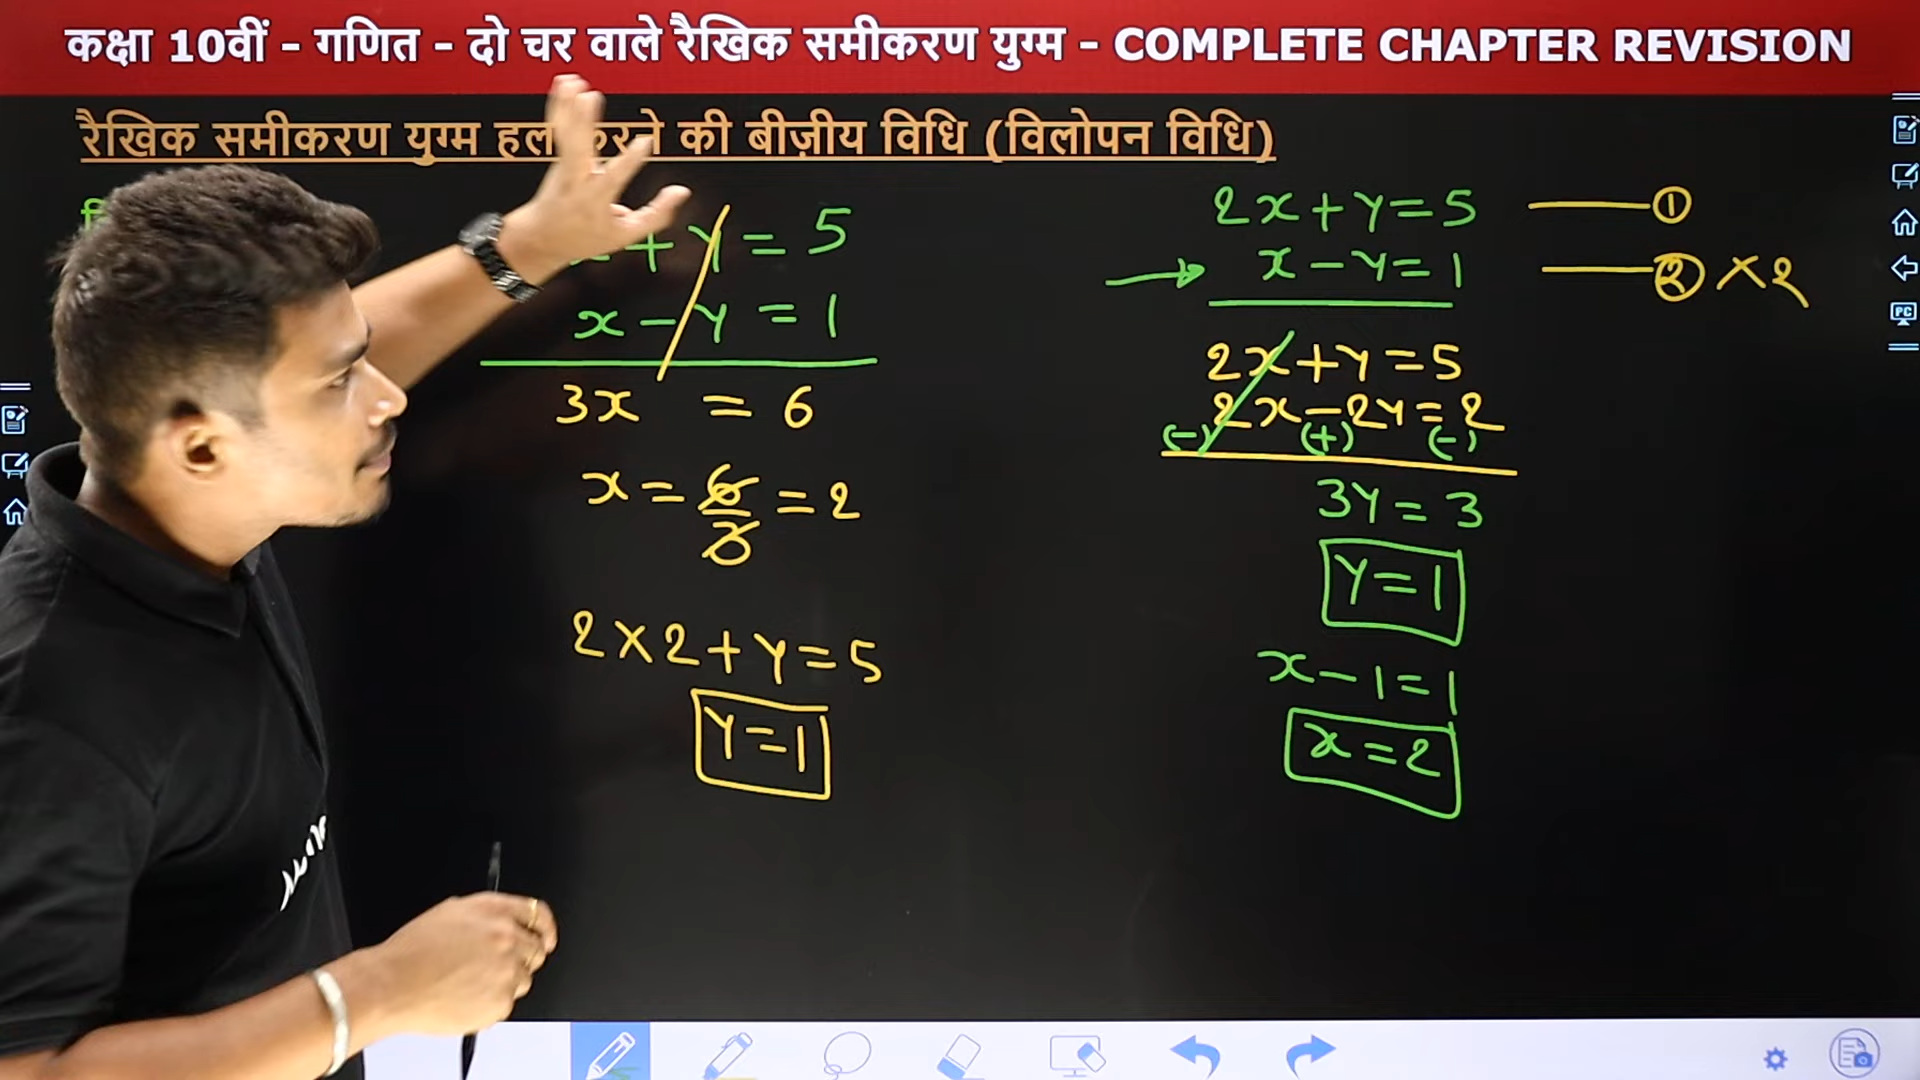 कक्षा 10वीं - गणित - दो चर वाले रैखिक समीकरण युग्म - COMPLETE CHAPTER REVISION
रैखिक समीकरण युग्म हल करने की बीज़ीय विधि (विलोपन विधि)
+ y = 5
x - y = 1
3x = 6
x = 6/3 = 2
2 × 2 + y = 5
y = 1
2x + y = 5 ① 
x - y = 1 ② × 2
2x + y = 5
2x - 2y = 2
(-) (+) (-)
3y = 3
y = 1
x - 1 = 1
x = 2
PC